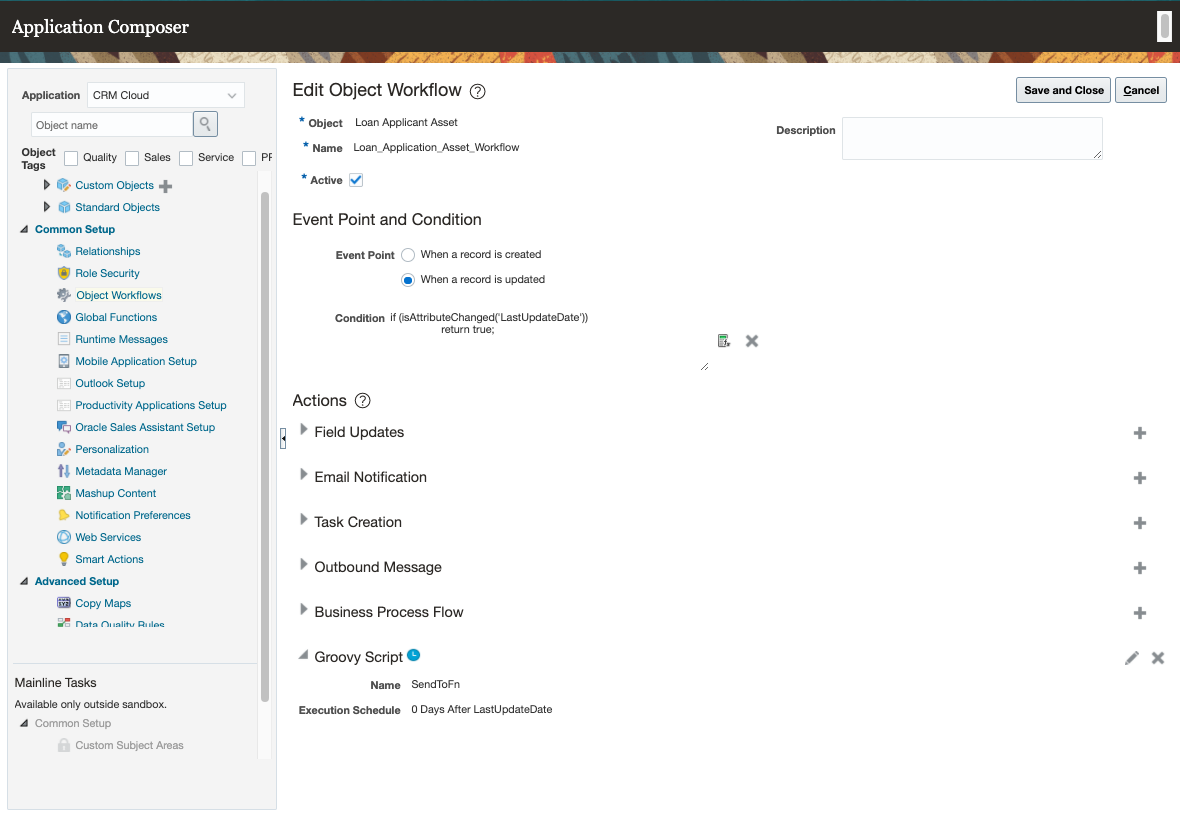 Application Composer
Application CRM Cloud
Object name
Object Tags Quality Sales Service PF
Custom Objects
Standard Objects
Common Setup
Relationships
Role Security
Object Workflows
Global Functions
Runtime Messages
Mobile Application Setup
Outlook Setup
Productivity Applications Setup
Oracle Sales Assistant Setup
Personalization
Metadata Manager
Mashup Content
Notification Preferences
Web Services
Smart Actions
Advanced Setup
Copy Maps
Data Quality Rules
Mainline Tasks
Available only outside sandbox.
Common Setup
Custom Subject Areas
Edit Object Workflow
Save and Close Cancel
* Object Loan Applicant Asset
* Name Loan_Application_Asset_Workflow
* Active
Description
Event Point and Condition
Event Point When a record is created
When a record is updated
Condition if (isAttributeChanged('LastUpdateDate'))
return true;
Actions
Field Updates
Email Notification
Task Creation
Outbound Message
Business Process Flow
Groovy Script
Name SendToFn
Execution Schedule 0 Days After LastUpdateDate